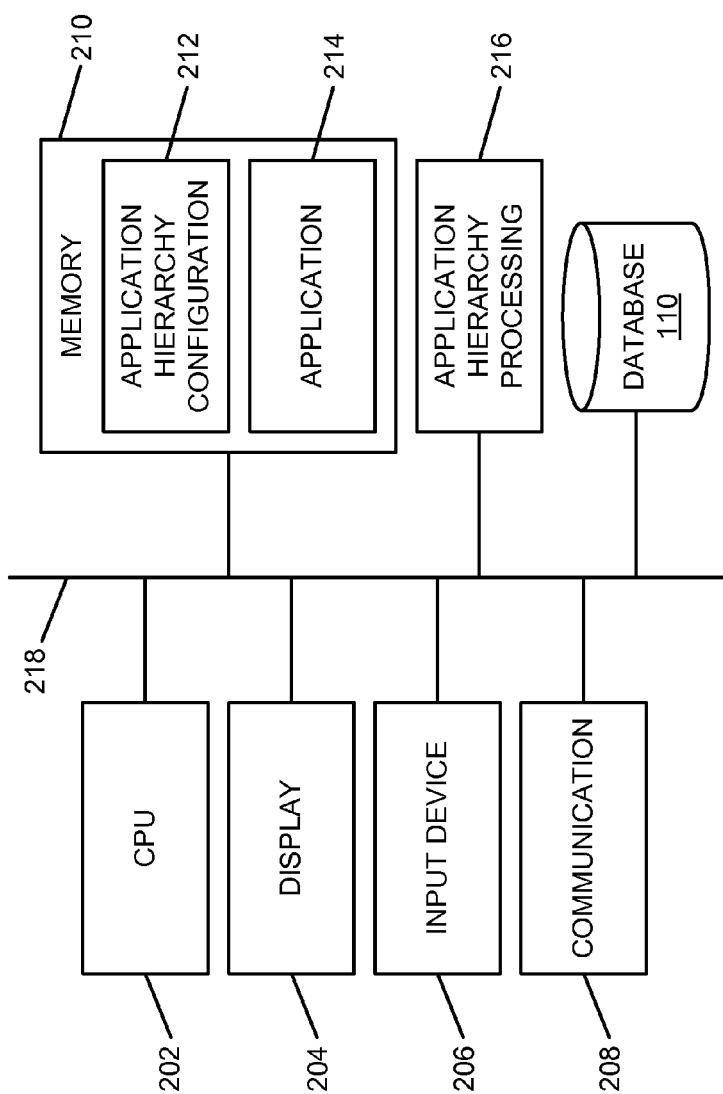 218
210
202
CPU
204
DISPLAY
206
INPUT DEVICE
208
COMMUNICATION
MEMORY
APPLICATION
HIERARCHY
CONFIGURATION
212
APPLICATION
214
APPLICATION
HIERARCHY
PROCESSING
216
DATABASE
110